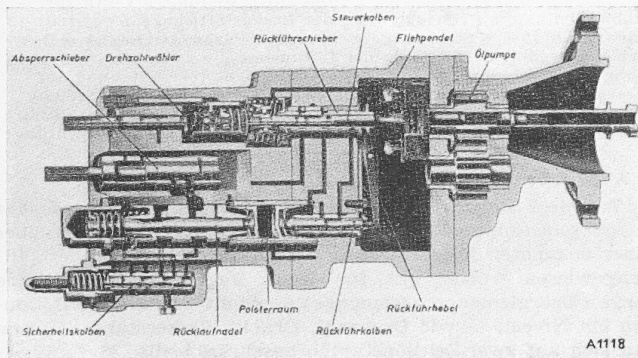 Steuerkolben
Rückführschieber
Fliehpendel
Absperrschieber
Drehzahlwähler
Ölpumpe
Polsterraum
Rückführhebel
Sicherheitskolben
Rücklaufnadel
Rückführkolben
A1118